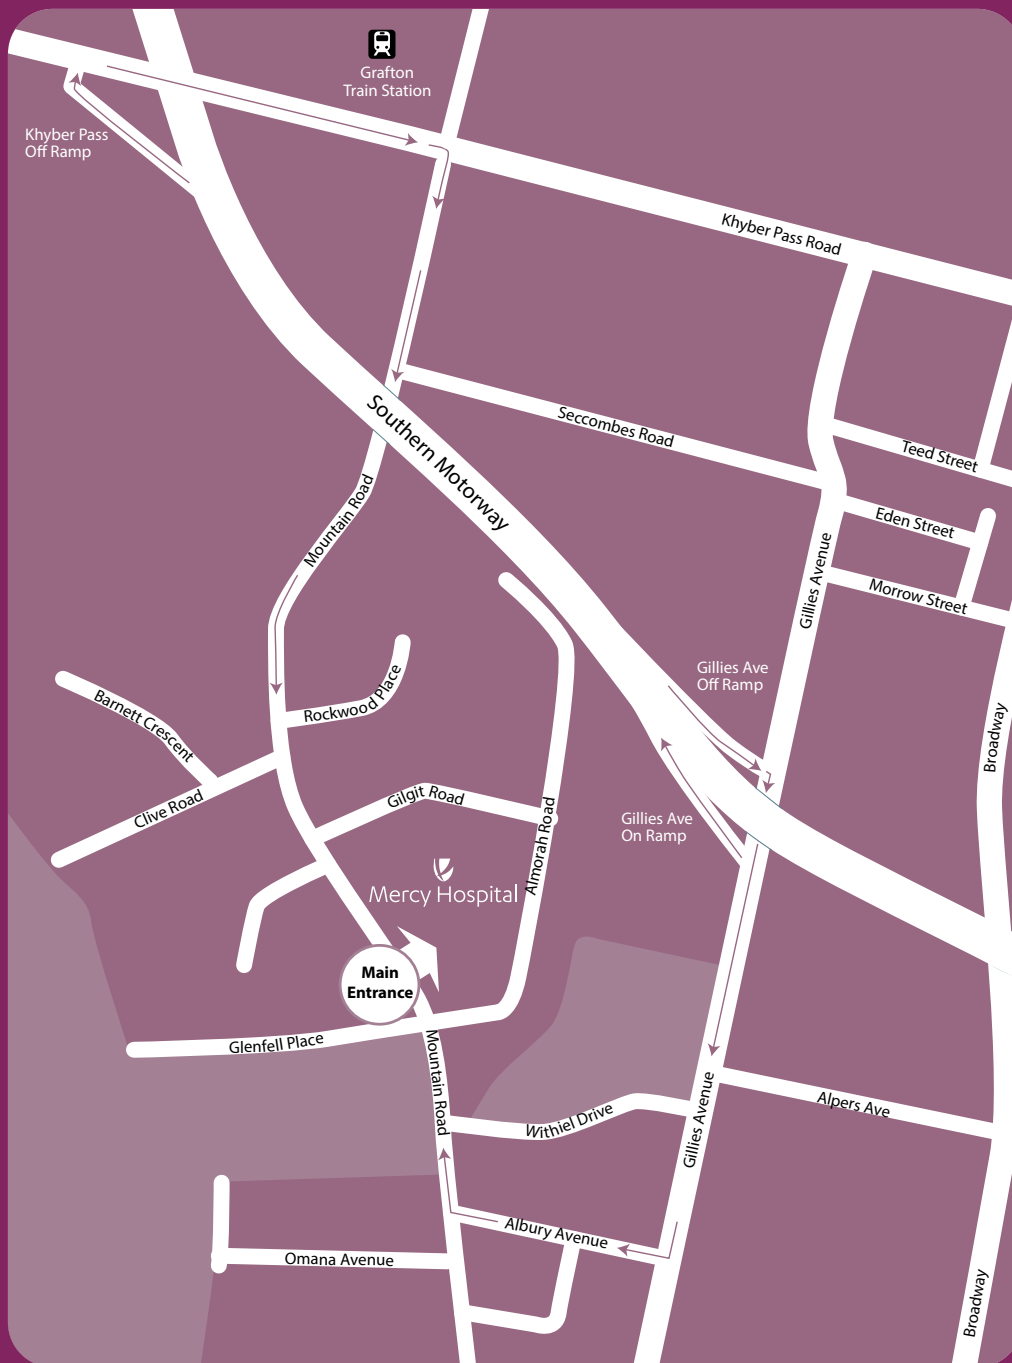 Grafton
Train Station
Khyber Pass
Off Ramp
Khyber Pass Road
Southern Motorway
Seccombes Road
Teed Street
Eden Street
Mountain Road
Gillies Avenue
Morrow Street
Gillies Ave
Off Ramp
Rockwood Place
Barnett Crescent
Broadway
Clive Road
Gilgit Road
Gillies Ave
On Ramp
Almorah Road
Mercy Hospital
Main
Entrance
Glenfell Place
Mountain Road
Withiel Drive
Gillies Avenue
Alpers Ave
Albury Avenue
Omana Avenue
Broadway